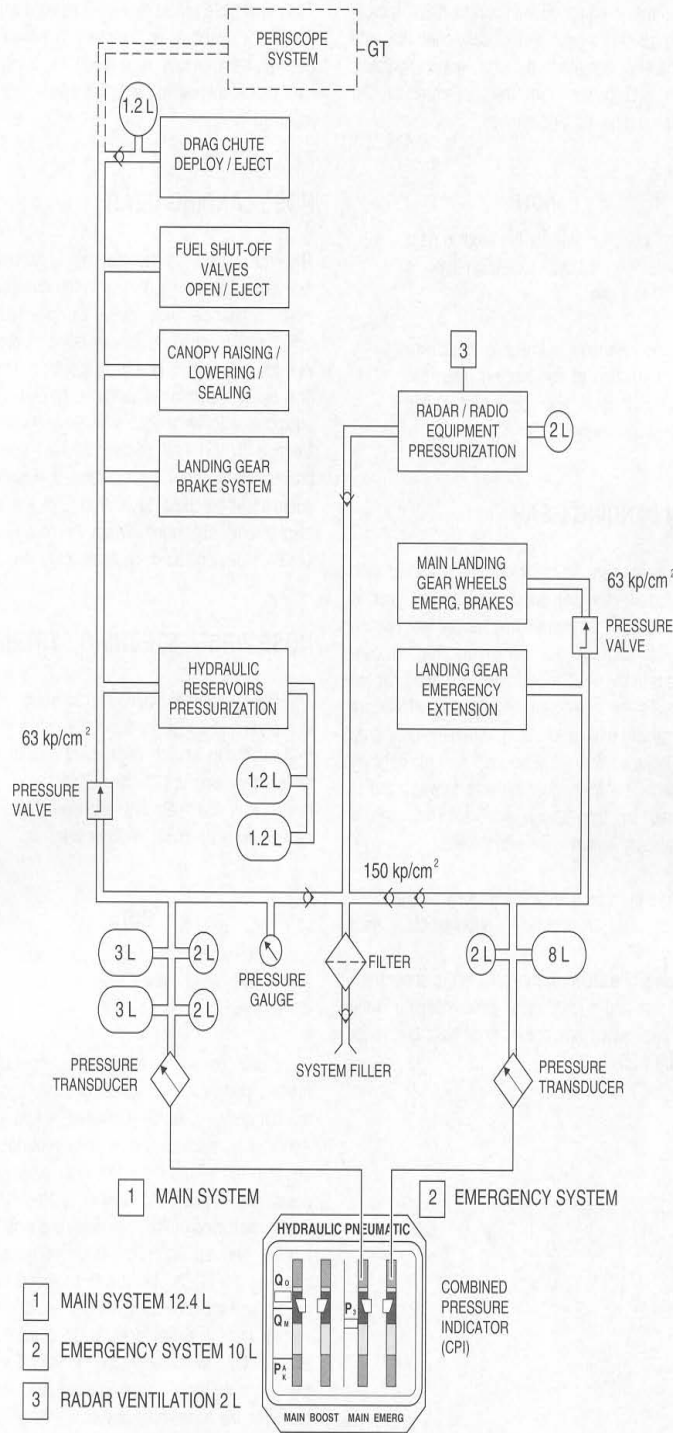 PERISCOPE
SYSTEM
GT
1.2 L
DRAG CHUTE
DEPLOY / EJECT
FUEL SHUT-OFF
VALVES
OPEN / EJECT
3
CANOPY RAISING /
LOWERING /
SEALING
RADAR / RADIO
EQUIPMENT
PRESSURIZATION
2 L
LANDING GEAR
BRAKE SYSTEM
MAIN LANDING
GEAR WHEELS
EMERG. BRAKES
63 kp/cm²
PRESSURE
VALVE
HYDRAULIC
RESERVOIRS
PRESSURIZATION
LANDING GEAR
EMERGENCY
EXTENSION
63 kp/cm²
PRESSURE
VALVE
1.2 L
1.2 L
150 kp/cm²
3 L
2 L
3 L
2 L
PRESSURE
GAUGE
FILTER
2 L
8 L
PRESSURE
TRANSDUCER
SYSTEM FILLER
PRESSURE
TRANSDUCER
1 MAIN SYSTEM
2 EMERGENCY SYSTEM
HYDRAULIC PNEUMATIC
Q O
Q M
P A K
P 3
MAIN BOOST MAIN EMERG
COMBINED
PRESSURE
INDICATOR
(CPI)
1 MAIN SYSTEM 12.4 L
2 EMERGENCY SYSTEM 10 L
3 RADAR VENTILATION 2 L